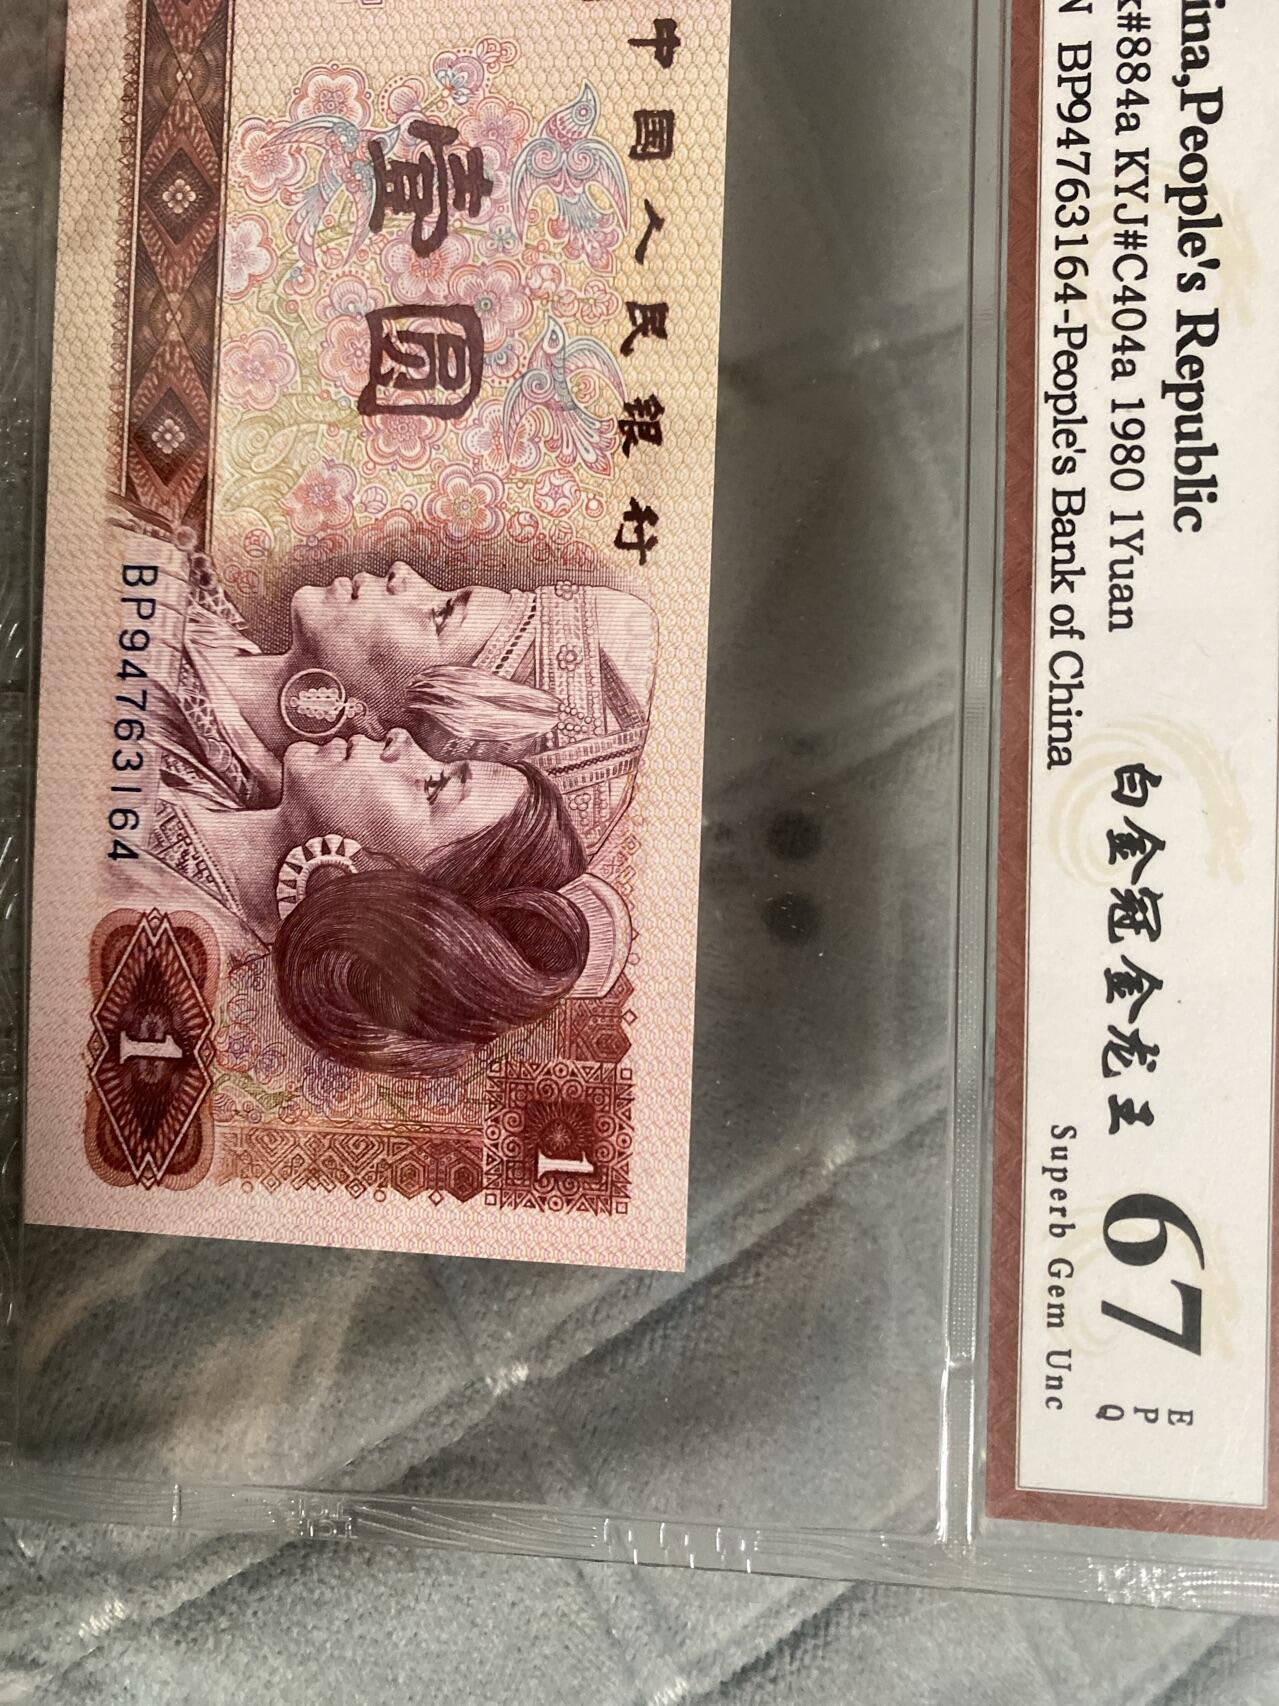 ina,People's Republic
k#884a KYJ#C404a 1980 1Yuan
N BP94763164-People's Bank of China
白金冠金龙王
67
EPQ
Superb Gem Unc
中国人民银行
壹圆
BP94763164
1
1